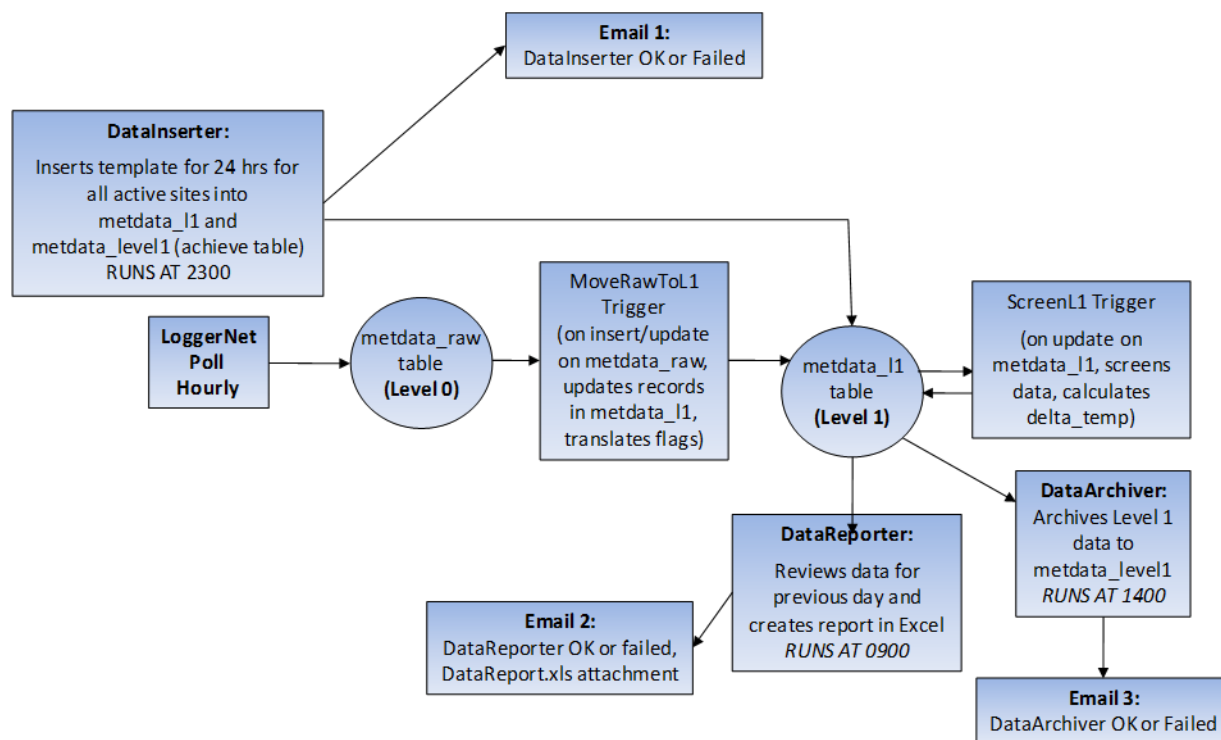 Email 1:
DataInserter OK or Failed
DataInserter:
Inserts template for 24 hrs for
all active sites into
metdata_l1 and
metdata_level1 (achieve table)
RUNS AT 2300
LoggerNet
Poll
Hourly
metdata_raw
table
(Level 0)
MoveRawToL1
Trigger
(on insert/update
on metdata_raw,
updates records
in metdata_l1,
translates flags)
metdata_l1
table
(Level 1)
ScreenL1 Trigger
(on update on
metdata_l1, screens
data, calculates
delta_temp)
DataReporter:
Reviews data for
previous day and
creates report in Excel
RUNS AT 0900
DataArchiver:
Archives Level 1
data to
metdata_level1
RUNS AT 1400
Email 2:
DataReporter OK or failed,
DataReport.xls attachment
Email 3:
DataArchiver OK or Failed